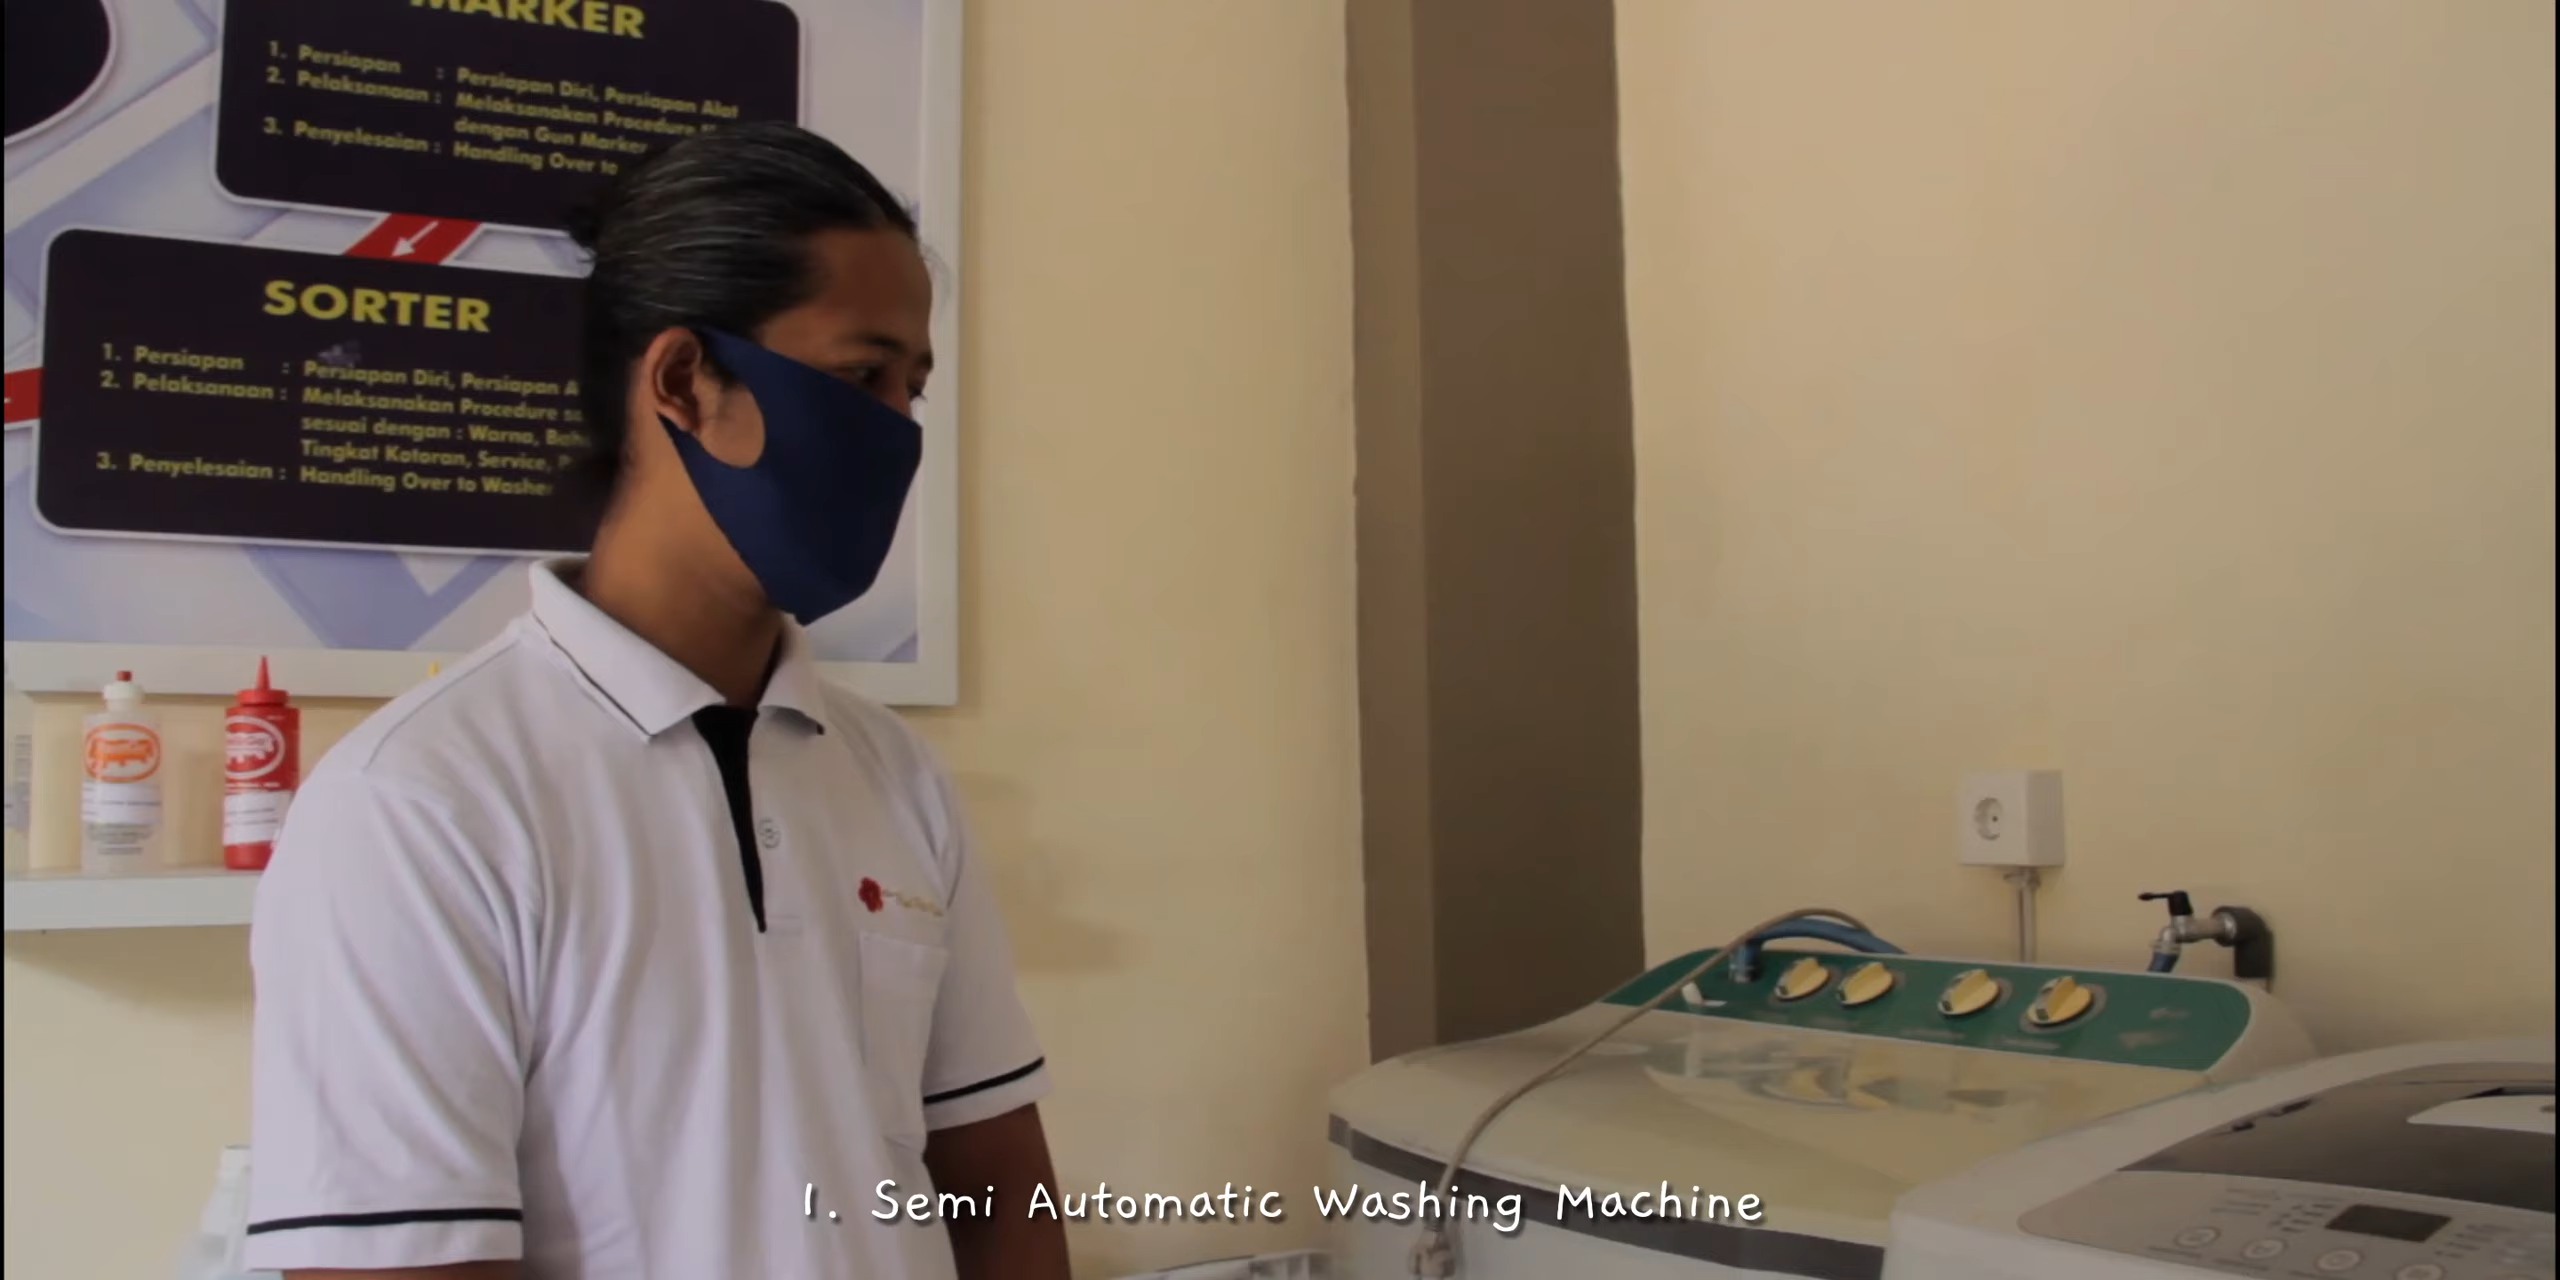 MARKER
1. Persiapan : Persiapan Diri, Persiapan Alat
2. Pelaksanaan : Melaksanakan Procedure
dengan Gun Marker
3. Penyelesaian : Handling Over to
SORTER
1. Persiapan : Persiapan Diri, Persiapan
2. Pelaksanaan : Melaksanakan Procedure
sesuai dengan : Warna,
Tingkat Kotoran, Service,
3. Penyelesaian : Handling Over to Washer
1. Semi Automatic Washing Machine